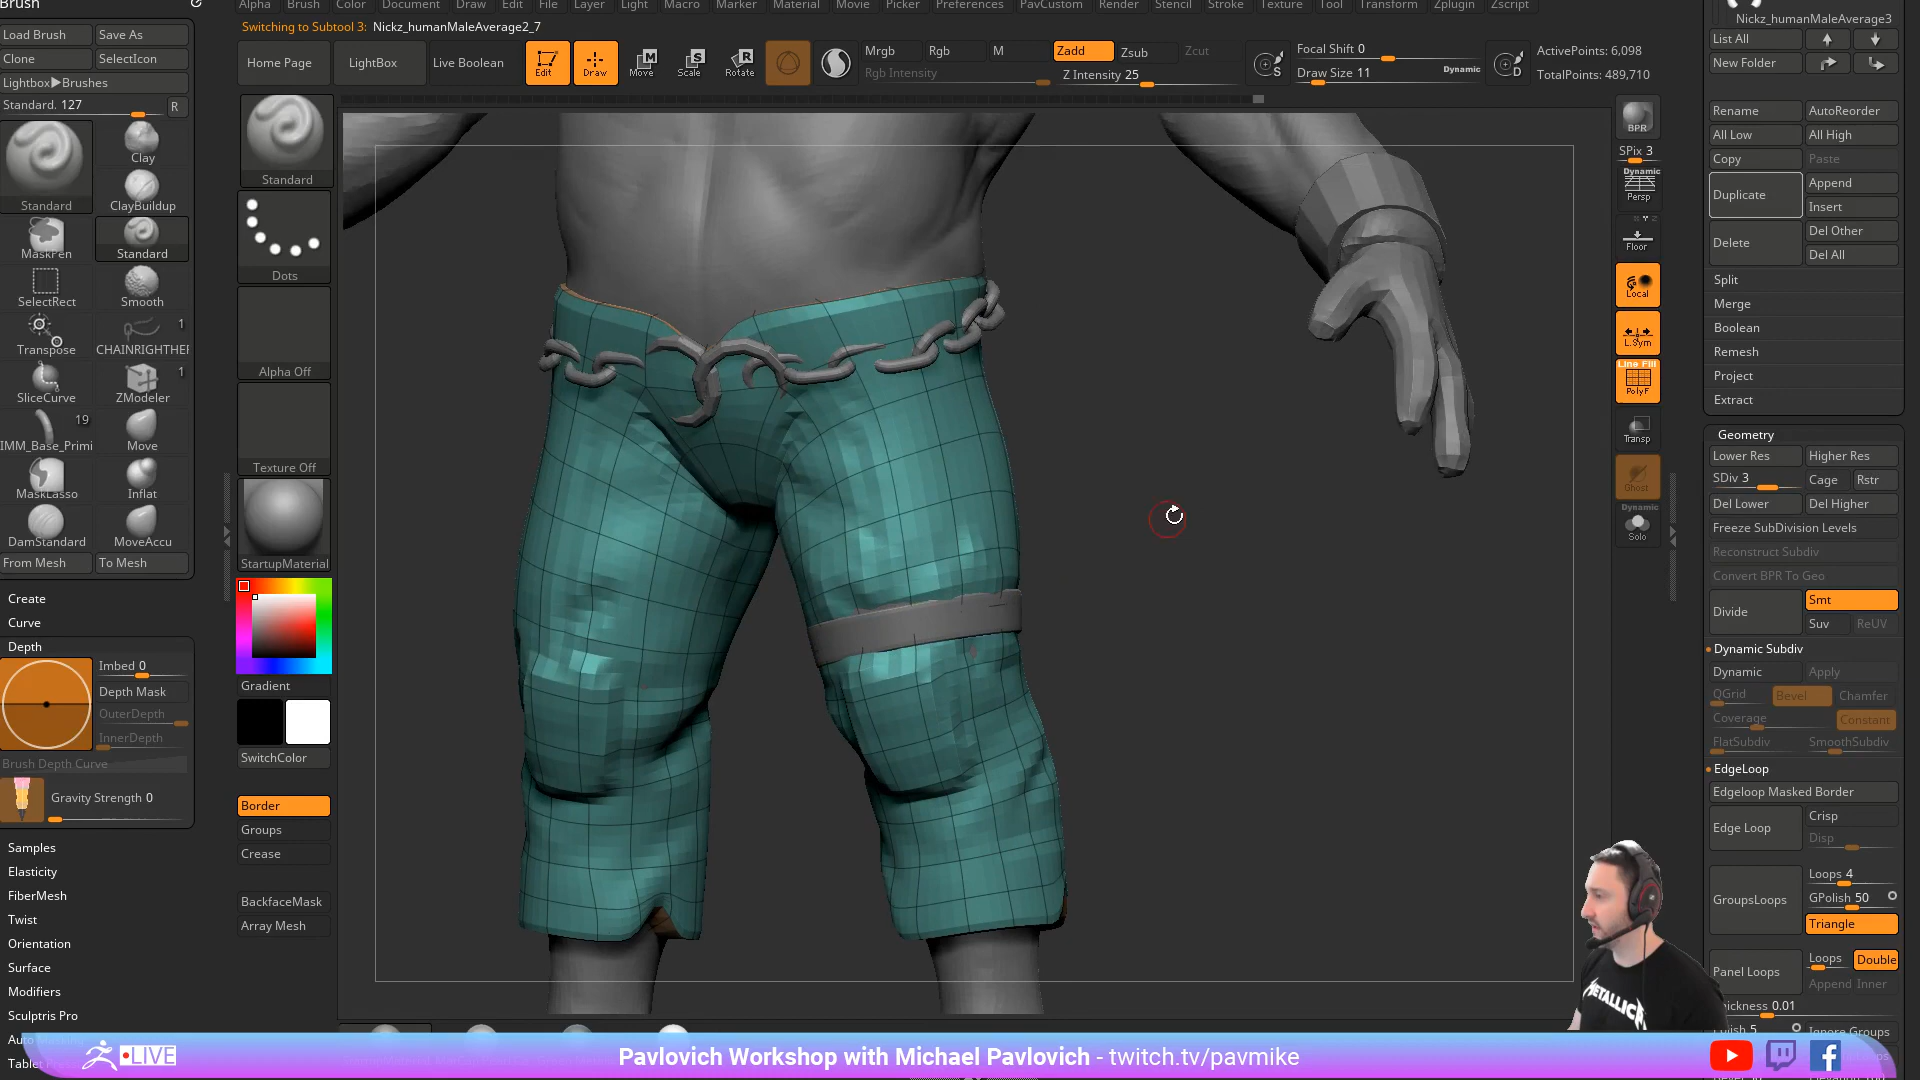 Brush
Alpha Brush Color Document Draw Edit File Layer Light Macro Marker Material Movie Picker Preferences PavCustom Render Stencil Stroke Texture Tool Transform Zplugin Zscript
Switching to Subtool 3: Nickz_humanMaleAverage2_7
Load Brush Save As
Clone SelectIcon
Lightbox▶Brushes
Standard. 127 R
Standard
Clay
ClayBuildup
MaskPen Standard
SelectRect Smooth
Transpose 1 CHAINRIGHTHER
SliceCurve 1 ZModeler
19 IMM_Base_Primi Move
MaskLasso Inflat
DamStandard MoveAccu
From Mesh To Mesh
Create
Curve
Depth
Imbed 0
Depth Mask
OuterDepth
InnerDepth
Brush Depth Curve
Gravity Strength 0
Samples
Elasticity
FiberMesh
Twist
Orientation
Surface
Modifiers
Sculptris Pro
Home Page LightBox Live Boolean Edit Draw Move Scale Rotate
Mrgb Rgb M Zadd Zsub Zcut
Rgb Intensity Z Intensity 25
S Focal Shift 0
Draw Size 11 Dynamic D
ActivePoints: 6,098
TotalPoints: 489,710
Standard
Dots
Alpha Off
Texture Off
StartupMaterial
Gradient
SwitchColor
Border
Groups
Crease
BackfaceMask
Array Mesh
BPR
SPix 3
Dynamic
Persp
Floor
Local
L.Sym
Line Fill
PolyF
Transp
Ghost
Dynamic
Solo
Nickz_humanMaleAverage3
List All
New Folder
Rename AutoReorder
All Low All High
Copy Paste
Duplicate Append
Insert
Delete Del Other
Del All
Split
Merge
Boolean
Remesh
Project
Extract
Geometry
Lower Res Higher Res
SDiv 3 Cage Rstr
Del Lower Del Higher
Freeze SubDivision Levels
Reconstruct Subdiv
Convert BPR To Geo
Divide Smt
Suv ReUV
Dynamic Subdiv
Dynamic Apply
QGrid Bevel Chamfer
Coverage Constant
FlatSubdiv SmoothSubdiv
EdgeLoop
Edgeloop Masked Border
Edge Loop Crisp
Disp
GroupsLoops Loops 4
GPolish 50
Triangle
Panel Loops Loops Double
Append Inner
Ignore Groups
METALLICA
LIVE
Pavlovich Workshop with Michael Pavlovich - twitch.tv/pavmike